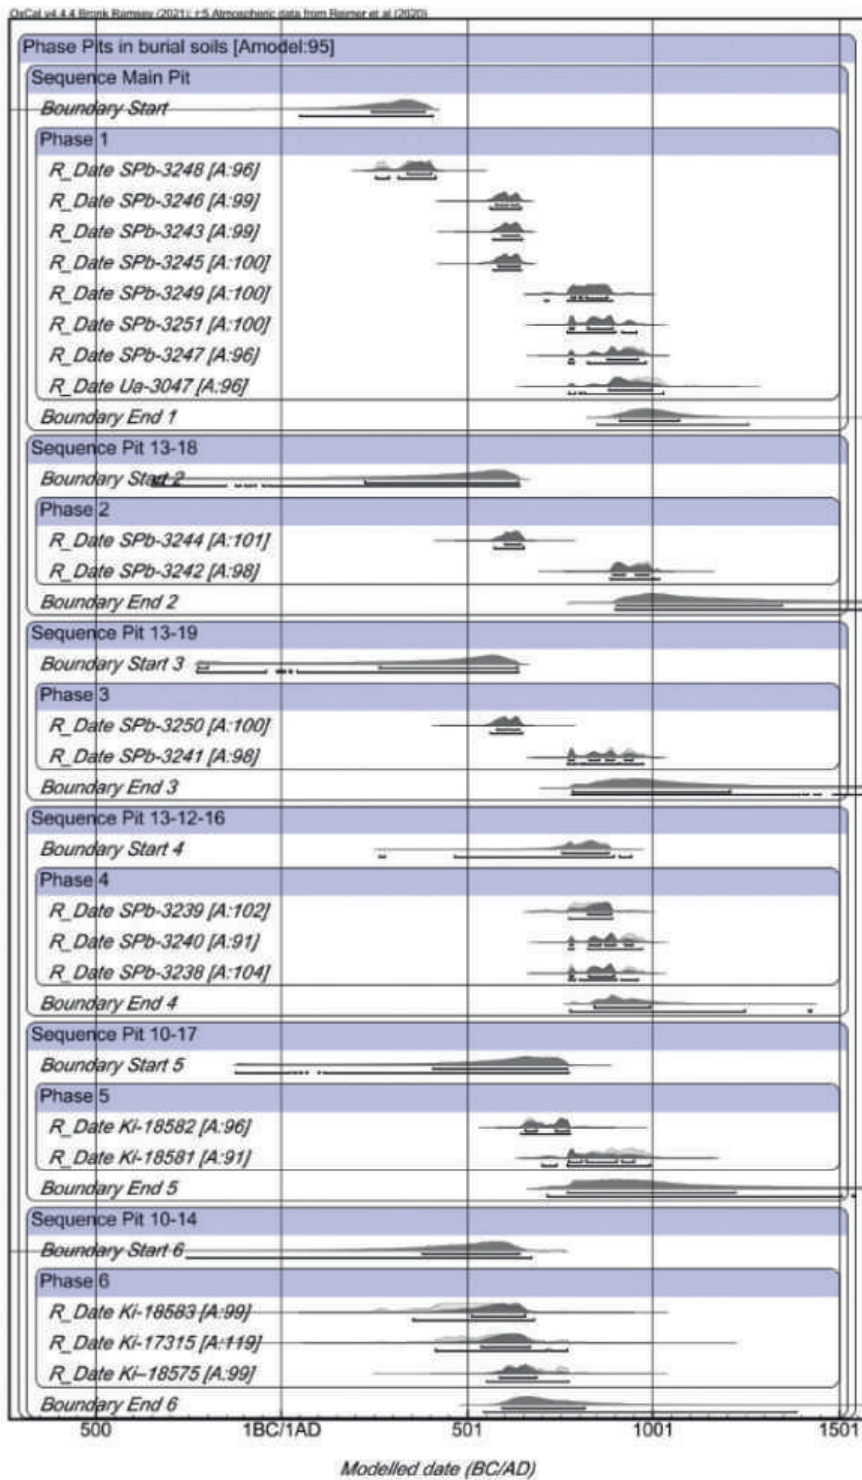 OxCal v4.4.4 Bronk Ramsey (2021); r:5 Atmospheric data from Reimer et al (2020)
Phase Pits in burial soils [Amodel:95]
Sequence Main Pit
Boundary Start
Phase 1
R_Date SPb-3248 [A:96]
R_Date SPb-3246 [A:99]
R_Date SPb-3243 [A:99]
R_Date SPb-3245 [A:100]
R_Date SPb-3249 [A:100]
R_Date SPb-3251 [A:100]
R_Date SPb-3247 [A:96]
R_Date Ua-3047 [A:96]
Boundary End 1
Sequence Pit 13-18
Boundary Start 2
Phase 2
R_Date SPb-3244 [A:101]
R_Date SPb-3242 [A:98]
Boundary End 2
Sequence Pit 13-19
Boundary Start 3
Phase 3
R_Date SPb-3250 [A:100]
R_Date SPb-3241 [A:98]
Boundary End 3
Sequence Pit 13-12-16
Boundary Start 4
Phase 4
R_Date SPb-3239 [A:102]
R_Date SPb-3240 [A:91]
R_Date SPb-3238 [A:104]
Boundary End 4
Sequence Pit 10-17
Boundary Start 5
Phase 5
R_Date Ki-18582 [A:96]
R_Date Ki-18581 [A:91]
Boundary End 5
Sequence Pit 10-14
Boundary Start 6
Phase 6
R_Date Ki-18583 [A:99]
R_Date Ki-17315 [A:119]
R_Date Ki–18575 [A:99]
Boundary End 6
500 1BC/1AD 501 1001 1501
Modelled date (BC/AD)